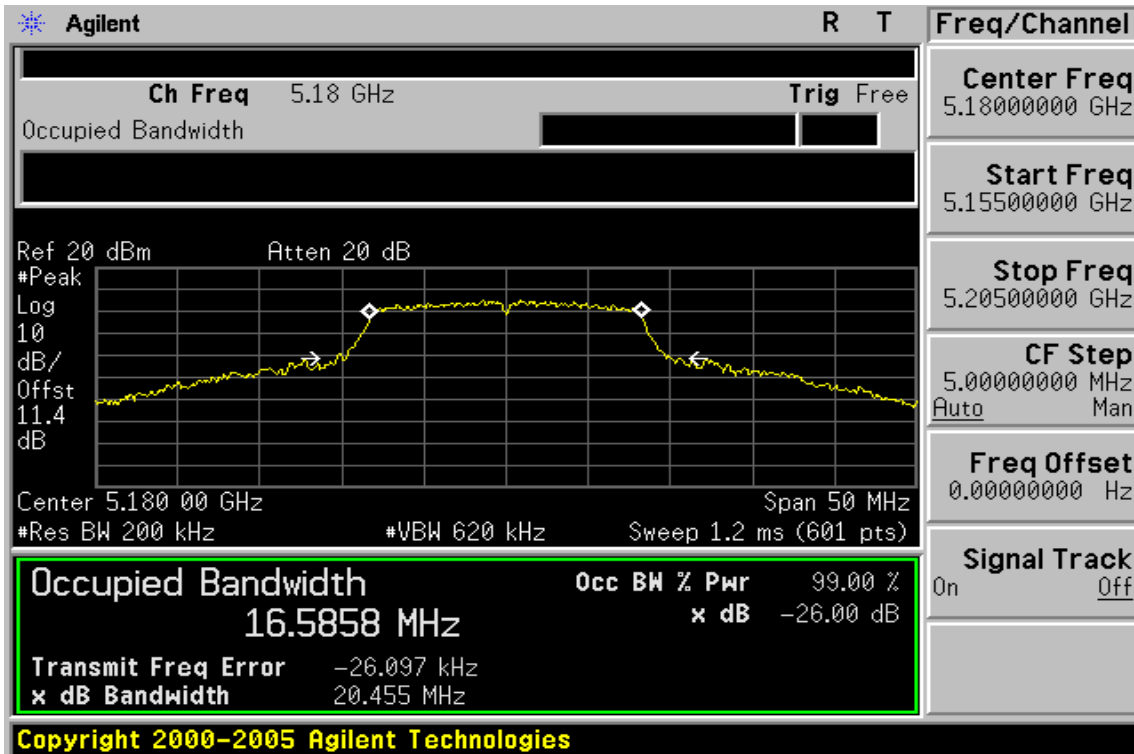 Agilent R T
Ch Freq 5.18 GHz Trig Free
Occupied Bandwidth
Ref 20 dBm Atten 20 dB
#Peak
Log
10
dB/
Offst
11.4
dB
Center 5.180 00 GHz Span 50 MHz
#Res BW 200 kHz #VBW 620 kHz Sweep 1.2 ms (601 pts)
Occupied Bandwidth Occ BW % Pwr 99.00 %
16.5858 MHz x dB -26.00 dB
Transmit Freq Error -26.097 kHz
x dB Bandwidth 20.455 MHz
Copyright 2000-2005 Agilent Technologies
Freq/Channel
Center Freq
5.18000000 GHz
Start Freq
5.15500000 GHz
Stop Freq
5.20500000 GHz
CF Step
5.00000000 MHz
Auto Man
Freq Offset
0.00000000 Hz
Signal Track
On Off